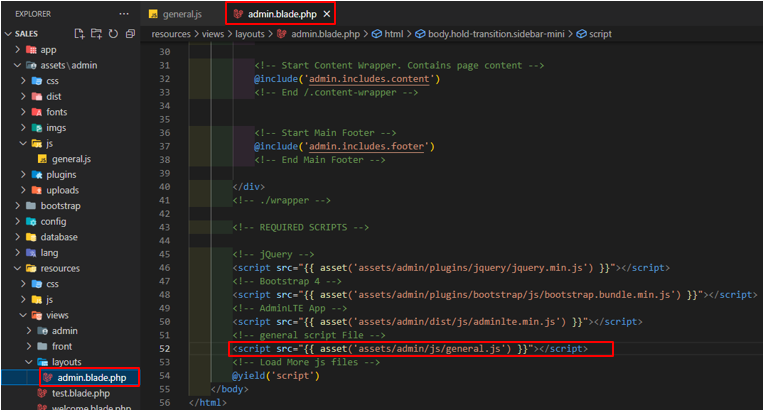 EXPLORER
SALES
app
assets\admin
css
dist
fonts
imgs
js
general.js
plugins
uploads
bootstrap
config
database
lang
resources
css
js
views
admin
front
layouts
admin.blade.php
test.blade.php
welcome.blade.php
general.js
admin.blade.php
resources > views > layouts > admin.blade.php > html > body.hold-transition.sidebar-mini > script
30
31 <!-- Start Content Wrapper. Contains page content -->
32 @include('admin.includes.content')
33 <!-- End /.content-wrapper -->
34
35
36 <!-- Start Main Footer -->
37 @include('admin.includes.footer')
38 <!-- End Main Footer -->
39
40 </div>
41 <!-- ./wrapper -->
42
43 <!-- REQUIRED SCRIPTS -->
44
45 <!-- jQuery -->
46 <script src="{{ asset('assets/admin/plugins/jquery/jquery.min.js') }}"></script>
47 <!-- Bootstrap 4 -->
48 <script src="{{ asset('assets/admin/plugins/bootstrap/js/bootstrap.bundle.min.js') }}"></script>
49 <!-- AdminLTE App -->
50 <script src="{{ asset('assets/admin/dist/js/adminlte.min.js') }}"></script>
51 <!-- general script File -->
52 <script src="{{ asset('assets/admin/js/general.js') }}"></script>
53 <!-- Load More js files -->
54 @yield('script')
55 </body>
56 </html>